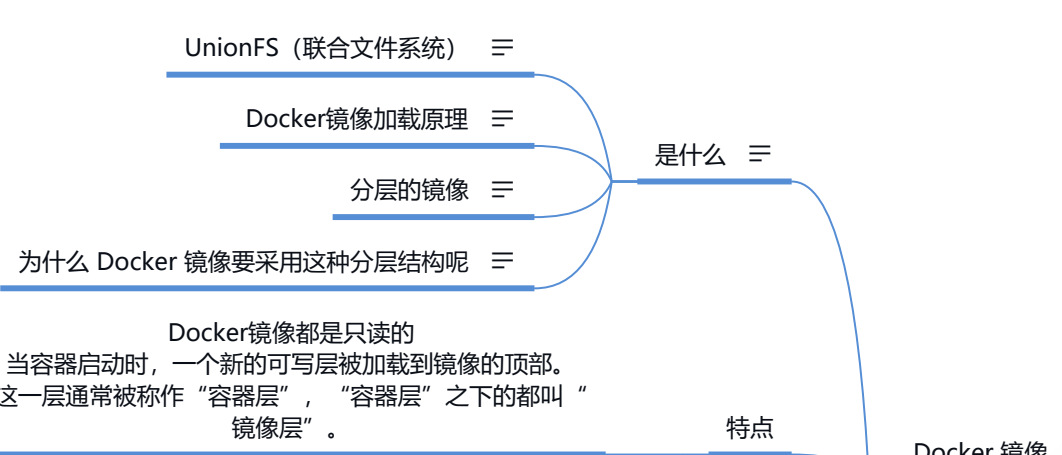 UnionFS（联合文件系统）
Docker镜像加载原理
是什么
分层的镜像
为什么 Docker 镜像要采用这种分层结构呢
Docker镜像都是只读的
当容器启动时，一个新的可写层被加载到镜像的顶部。
这一层通常被称作“容器层”，“容器层”之下的都叫“
镜像层”。
特点
Docker 镜像